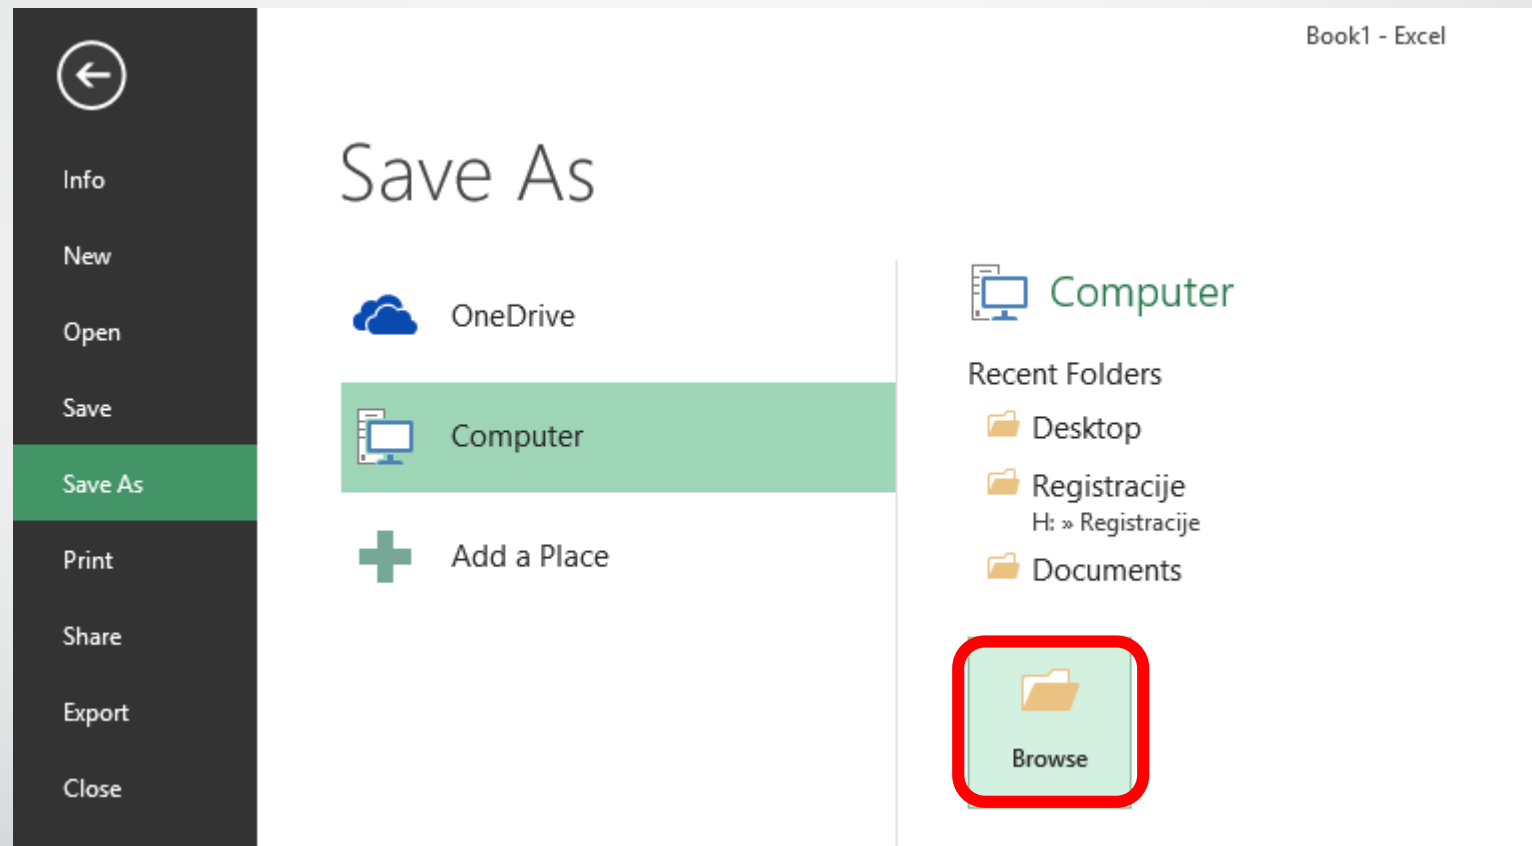 Book1 - Excel
Info
New
Open
Save
Save As
Print
Share
Export
Close
Save As
OneDrive
Computer
Add a Place
Computer
Recent Folders
Desktop
Registracije
H: » Registracije
Documents
Browse